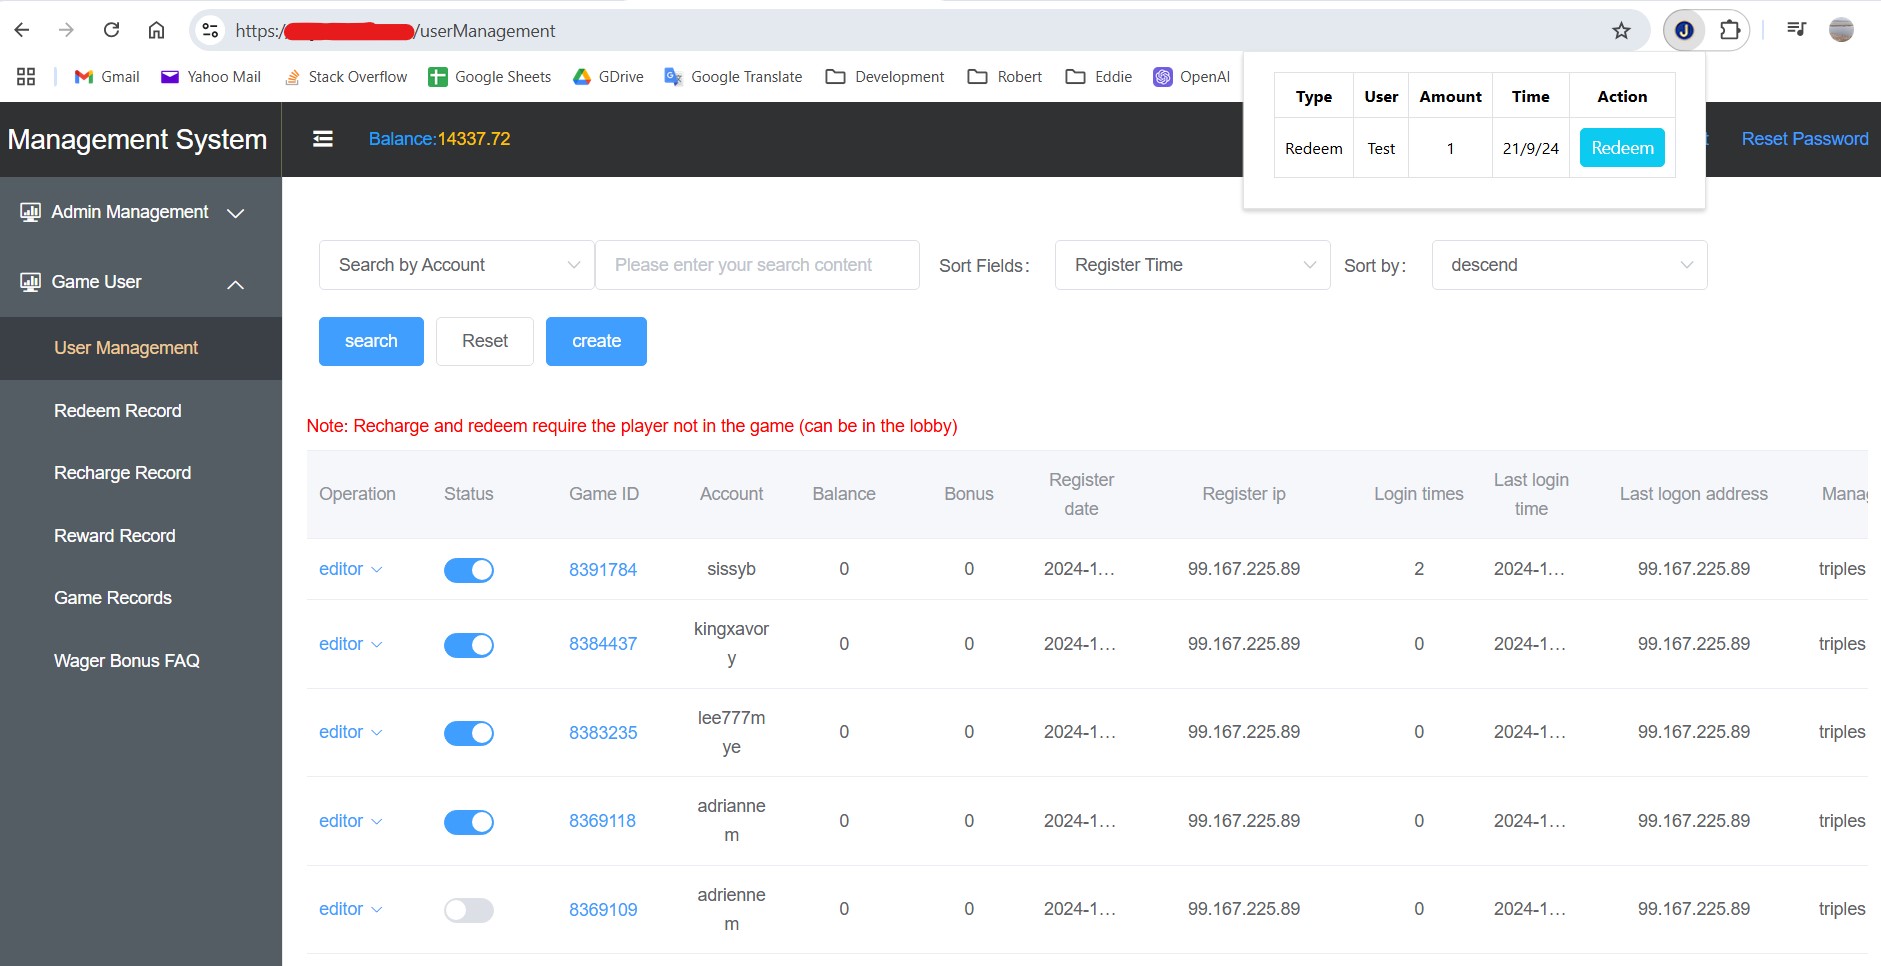 https:/ /userManagement
Gmail Yahoo Mail Stack Overflow Google Sheets GDrive Google Translate Development Robert Eddie OpenAI
Type User Amount Time Action
Redeem Test 1 21/9/24 Redeem
Management System Balance:14337.72 Reset Password
Admin Management
Game User
User Management
Redeem Record
Recharge Record
Reward Record
Game Records
Wager Bonus FAQ
Search by Account Please enter your search content Sort Fields: Register Time Sort by: descend
search Reset create
Note: Recharge and redeem require the player not in the game (can be in the lobby)
Operation Status Game ID Account Balance Bonus Register date Register ip Login times Last login time Last logon address Manag
editor 8391784 sissyb 0 0 2024-1... 99.167.225.89 2 2024-1... 99.167.225.89 triples
editor 8384437 kingxavory 0 0 2024-1... 99.167.225.89 0 2024-1... 99.167.225.89 triples
editor 8383235 lee777mye 0 0 2024-1... 99.167.225.89 0 2024-1... 99.167.225.89 triples
editor 8369118 adriannem 0 0 2024-1... 99.167.225.89 0 2024-1... 99.167.225.89 triples
editor 8369109 adriennem 0 0 2024-1... 99.167.225.89 0 2024-1... 99.167.225.89 triples